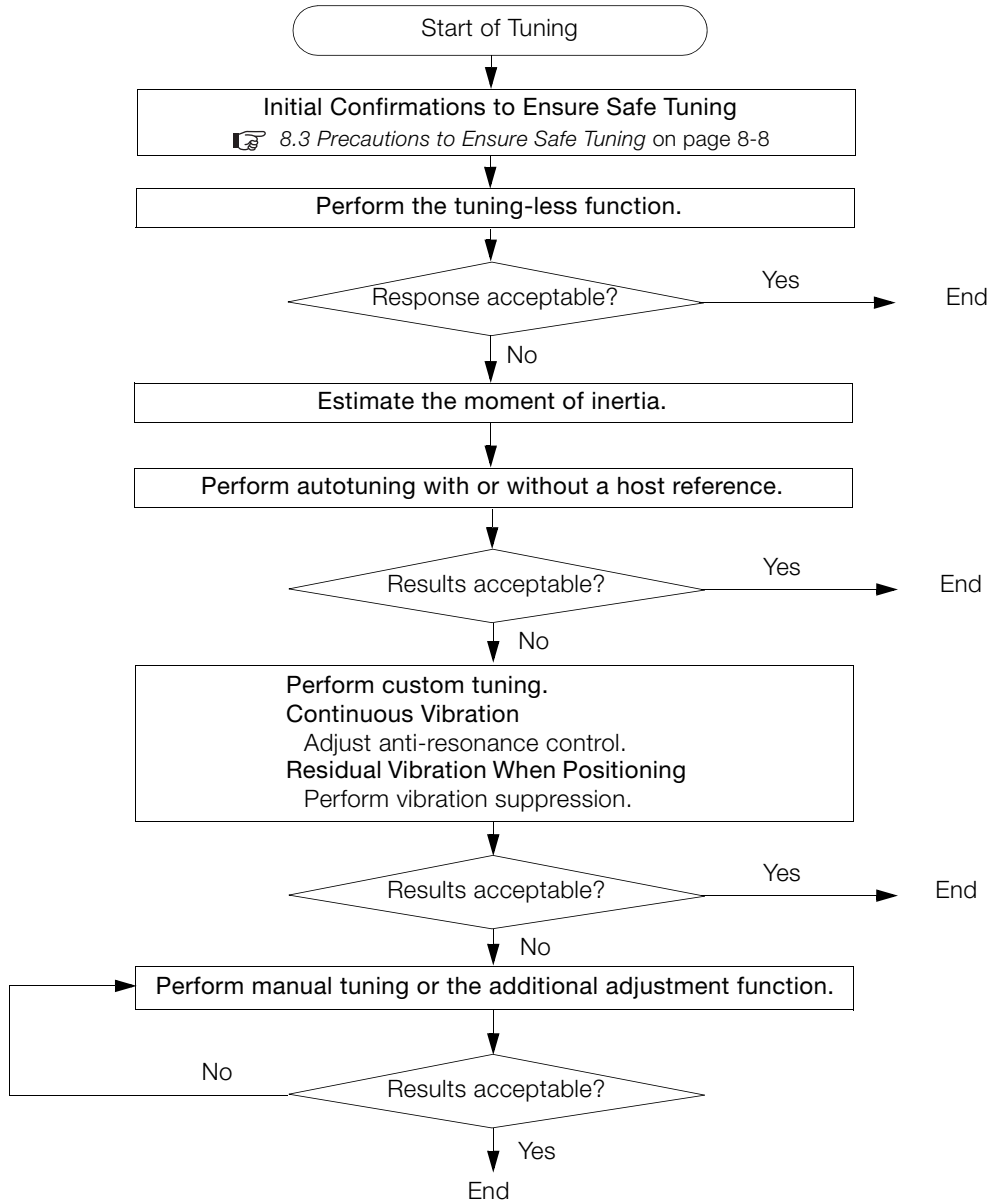 Start of Tuning
Initial Confirmations to Ensure Safe Tuning
8.3 Precautions to Ensure Safe Tuning on page 8-8
Perform the tuning-less function.
Response acceptable?
Yes
End
No
Estimate the moment of inertia.
Perform autotuning with or without a host reference.
Results acceptable?
Yes
End
No
Perform custom tuning.
Continuous Vibration
Adjust anti-resonance control.
Residual Vibration When Positioning
Perform vibration suppression.
Results acceptable?
Yes
End
No
Perform manual tuning or the additional adjustment function.
Results acceptable?
No
Yes
End